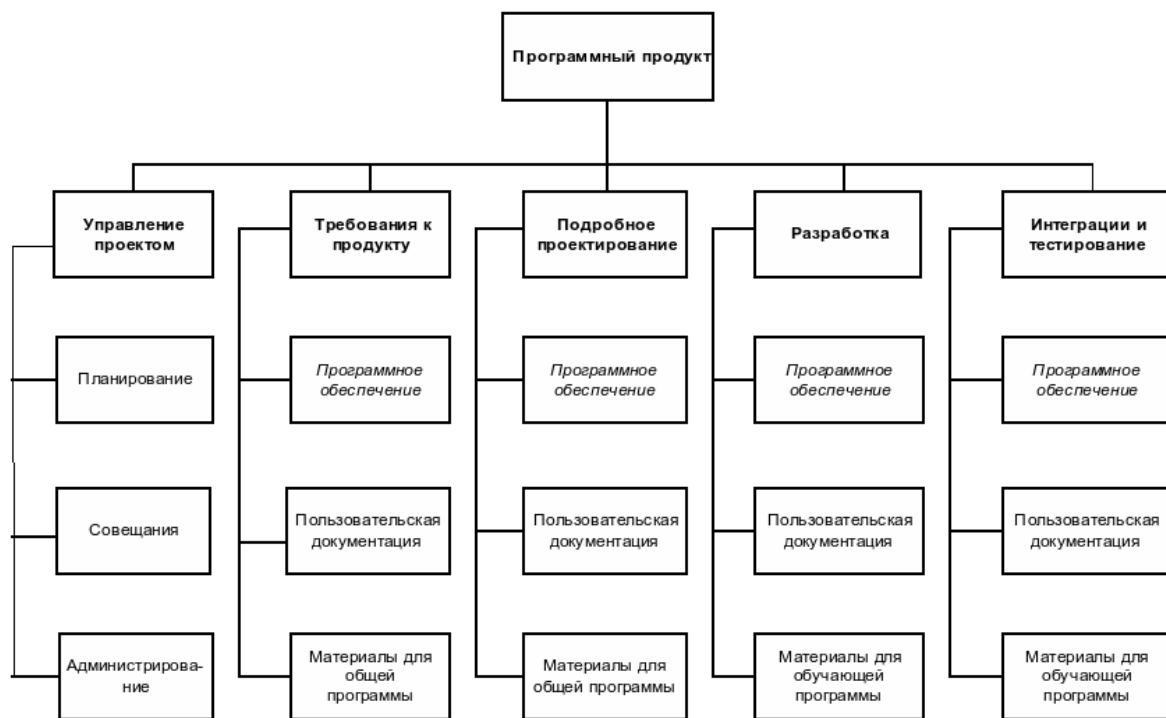 Программный продукт
Управление
проектом
Требования к
продукту
Подробное
проектирование
Разработка
Интеграции и
тестирование
Планирование
Программное
обеспечение
Программное
обеспечение
Программное
обеспечение
Программное
обеспечение
Совещания
Пользовательская
документация
Пользовательская
документация
Пользовательская
документация
Пользовательская
документация
Администрирова-
ние
Материалы для
общей
программы
Материалы для
общей программы
Материалы для
обучающей
программы
Материалы для
обучающей
программы